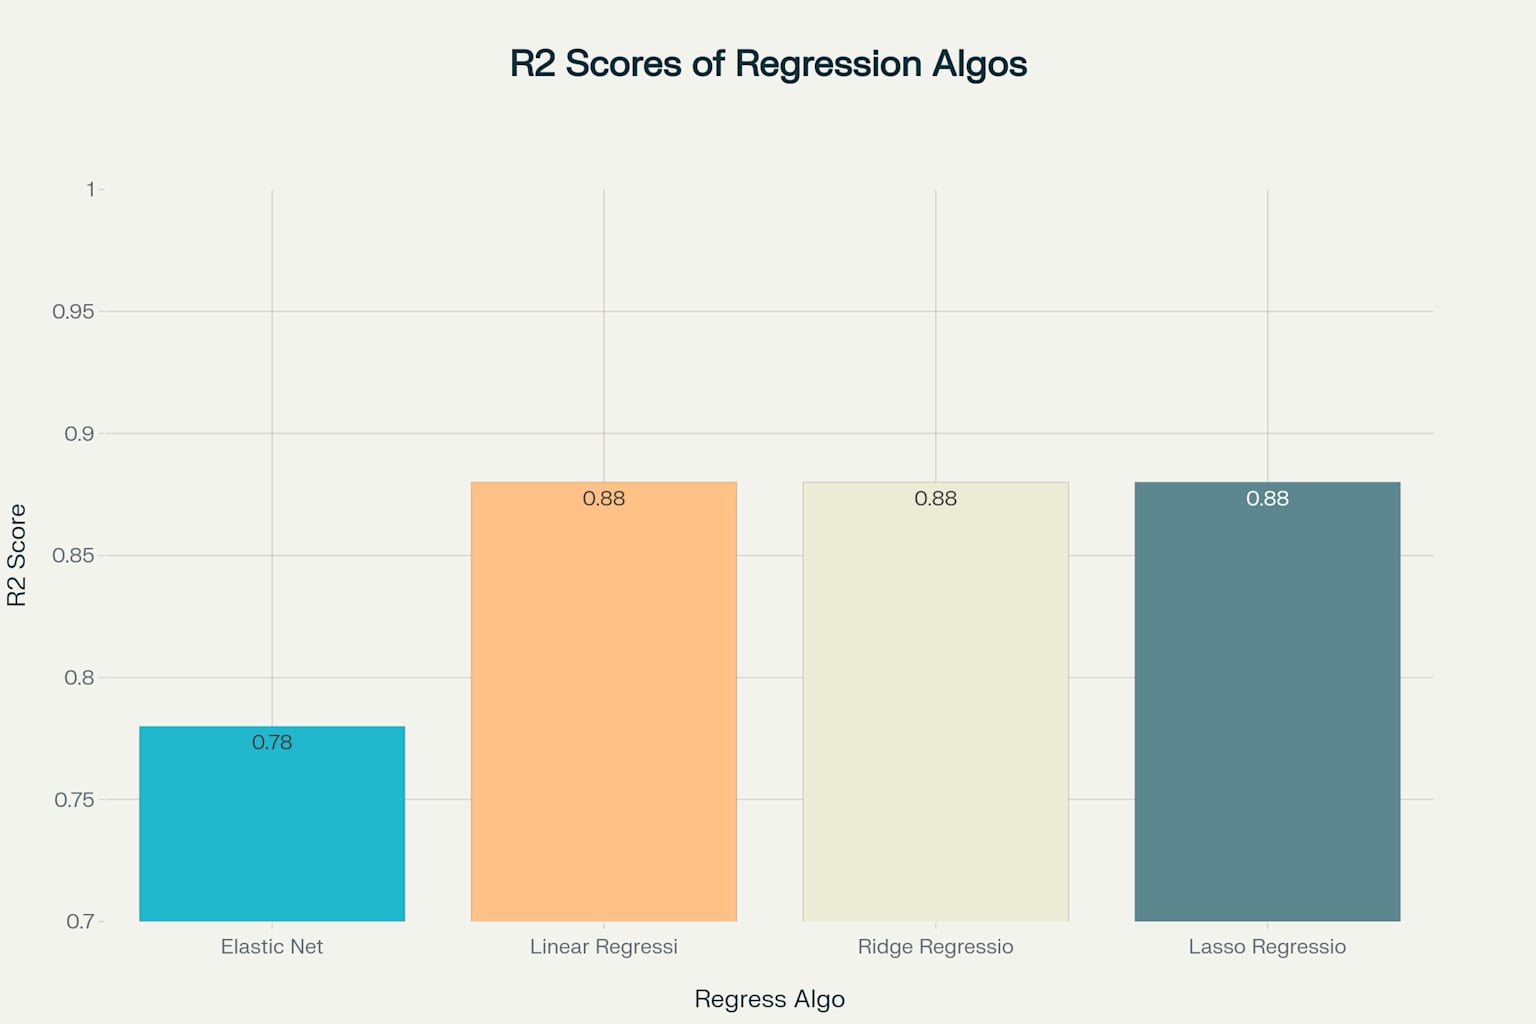 R2 Scores of Regression Algos
1
0.95
0.9
0.85
0.8
0.75
0.7
R2 Score
0.78
0.88
0.88
0.88
Elastic Net
Linear Regressi
Ridge Regressio
Lasso Regressio
Regress Algo